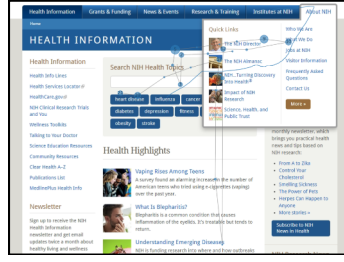 Health Information
Grants & Funding
News & Events
Research & Training
Institutes at NIH
About NIH
Home
HEALTH INFORMATION
Quick Links
The NIH Director
The NIH Almanac
NIH...Turning Discovery
Into Health
Impact of NIH
Research
Science, Health, and
Public Trust
Who We Are
What We Do
Jobs at NIH
Visitor Information
Frequently Asked
Questions
Contact Us
More »
Health Information
Health Info Lines
Health Services Locator
NIH Clinical Research Trials
and You
Wellness Toolkits
Talking to Your Doctor
Science Education Resources
Community Resources
Clear Health A-Z
Publications List
MedlinePlus Health Info
Newsletter
Sign up to receive the NIH
Health Information
newsletter and get email
updates twice a month about
healthy living and wellness
Search NIH Health Topics
heart disease
influenza
cancer
diabetes
depression
fitness
obesity
stroke
Health Highlights
Vaping Rises Among Teens
A survey found an alarming increase in the number of
American teens who tried using e-cigarettes (vaping)
over the past year.
What Is Blepharitis?
Blepharitis is a common condition that causes
inflammation of the eyelids. It's treatable but tends to
return.
Understanding Emerging Diseases
NIH is funding research into where and how outbreaks
monthly newsletter, which
brings you practical health
news and tips based on
NIH research:
From A to Zika
Control Your
Cholesterol
Smelling Sickness
The Power of Pets
Herpes Can Happen to
Anyone
More stories »
Subscribe to NIH
News in Health